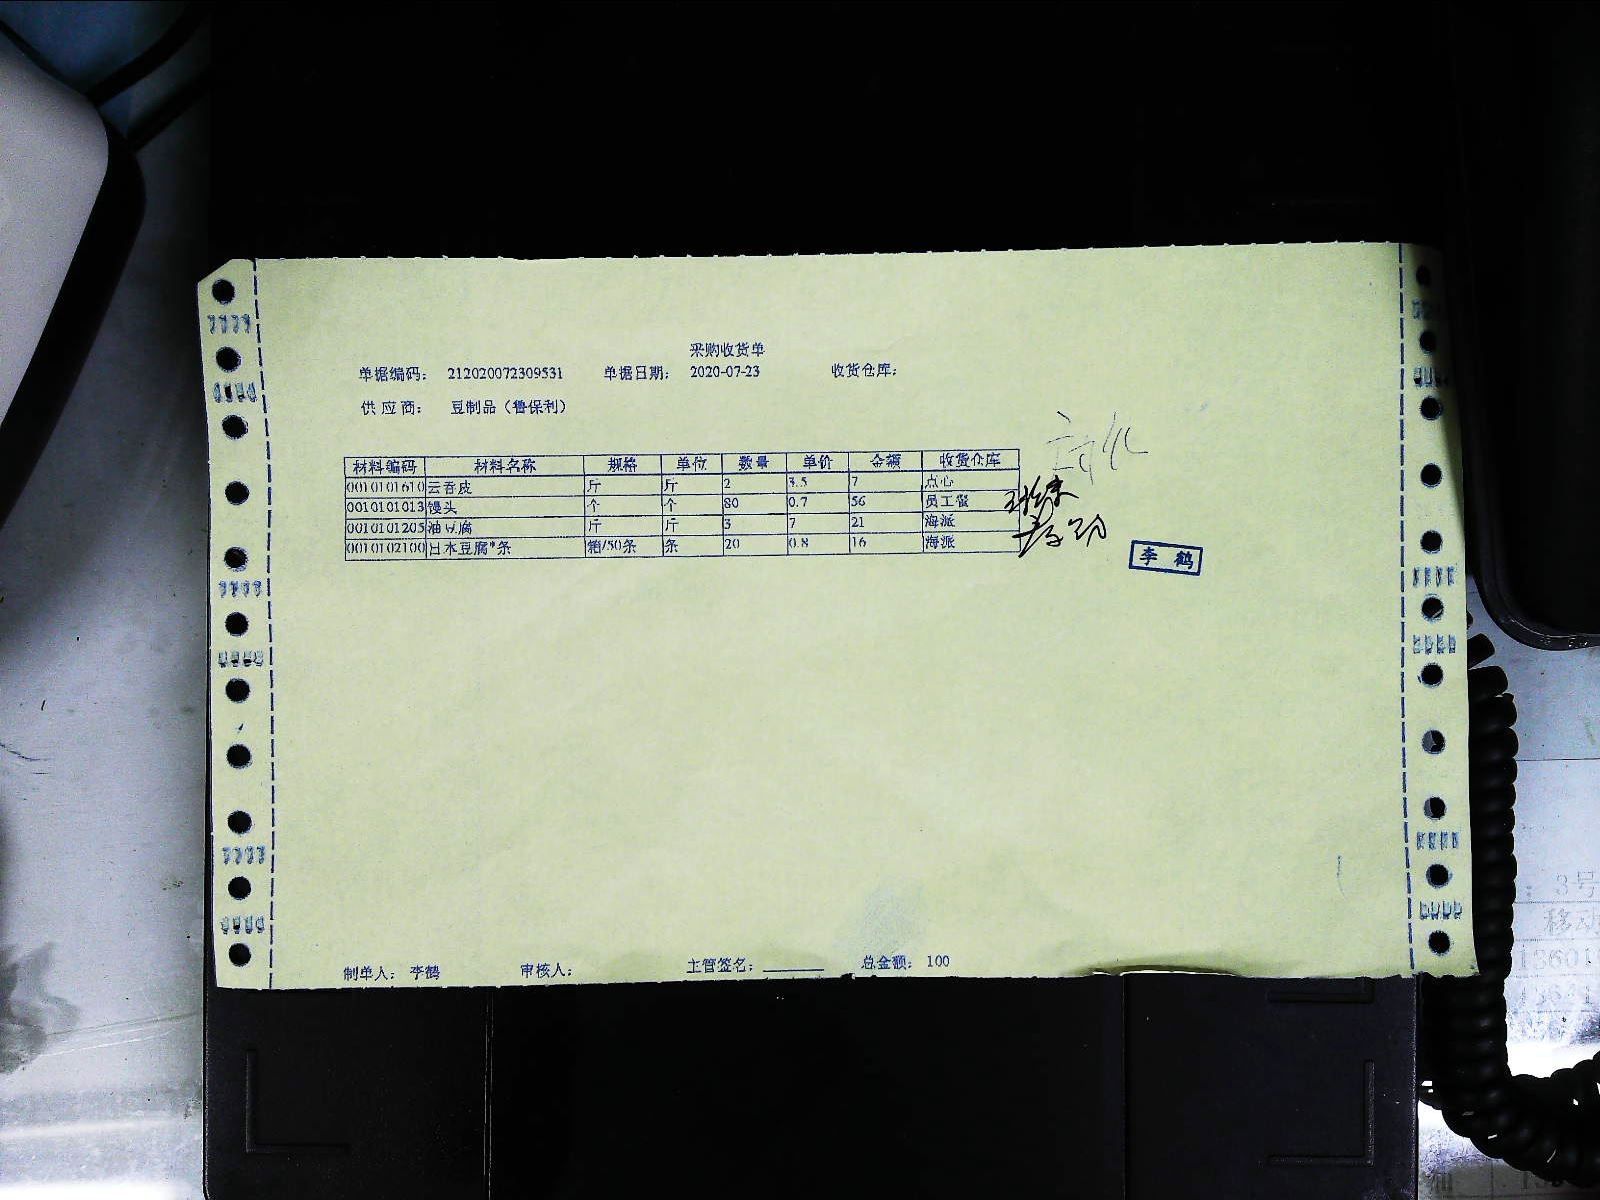 采购收货单
单据编码： 212020072309531 单据日期： 2020-07-23 收货仓库：
供应商： 豆制品（鲁保利）
材料编码 材料名称 规格 单位 数量 单价 金额 收货仓库
0010101610 云吞皮 斤 斤 2 3.5 7 点心
0010101013 馒头 个 个 80 0.7 56 员工餐
0010101205 油豆腐 斤 斤 3 7 21 海派
0010102100 日本豆腐*条 箱/50条 条 20 0.8 16 海派
李鹤
制单人： 李鹤 审核人： 主管签名： 总金额： 100
3号
移动